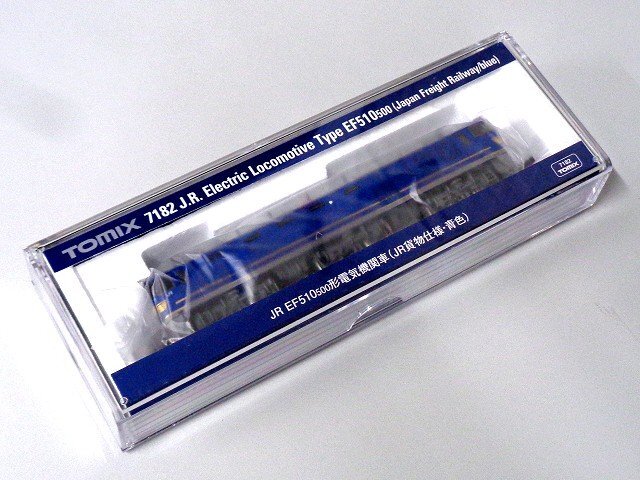 TOMIX 7182 J.R. Electric Locomotive Type EF510500 (Japan Freight Railway/blue)
7182
TOMIX
JR EF510500形電気機関車(JR貨物仕様・青色)